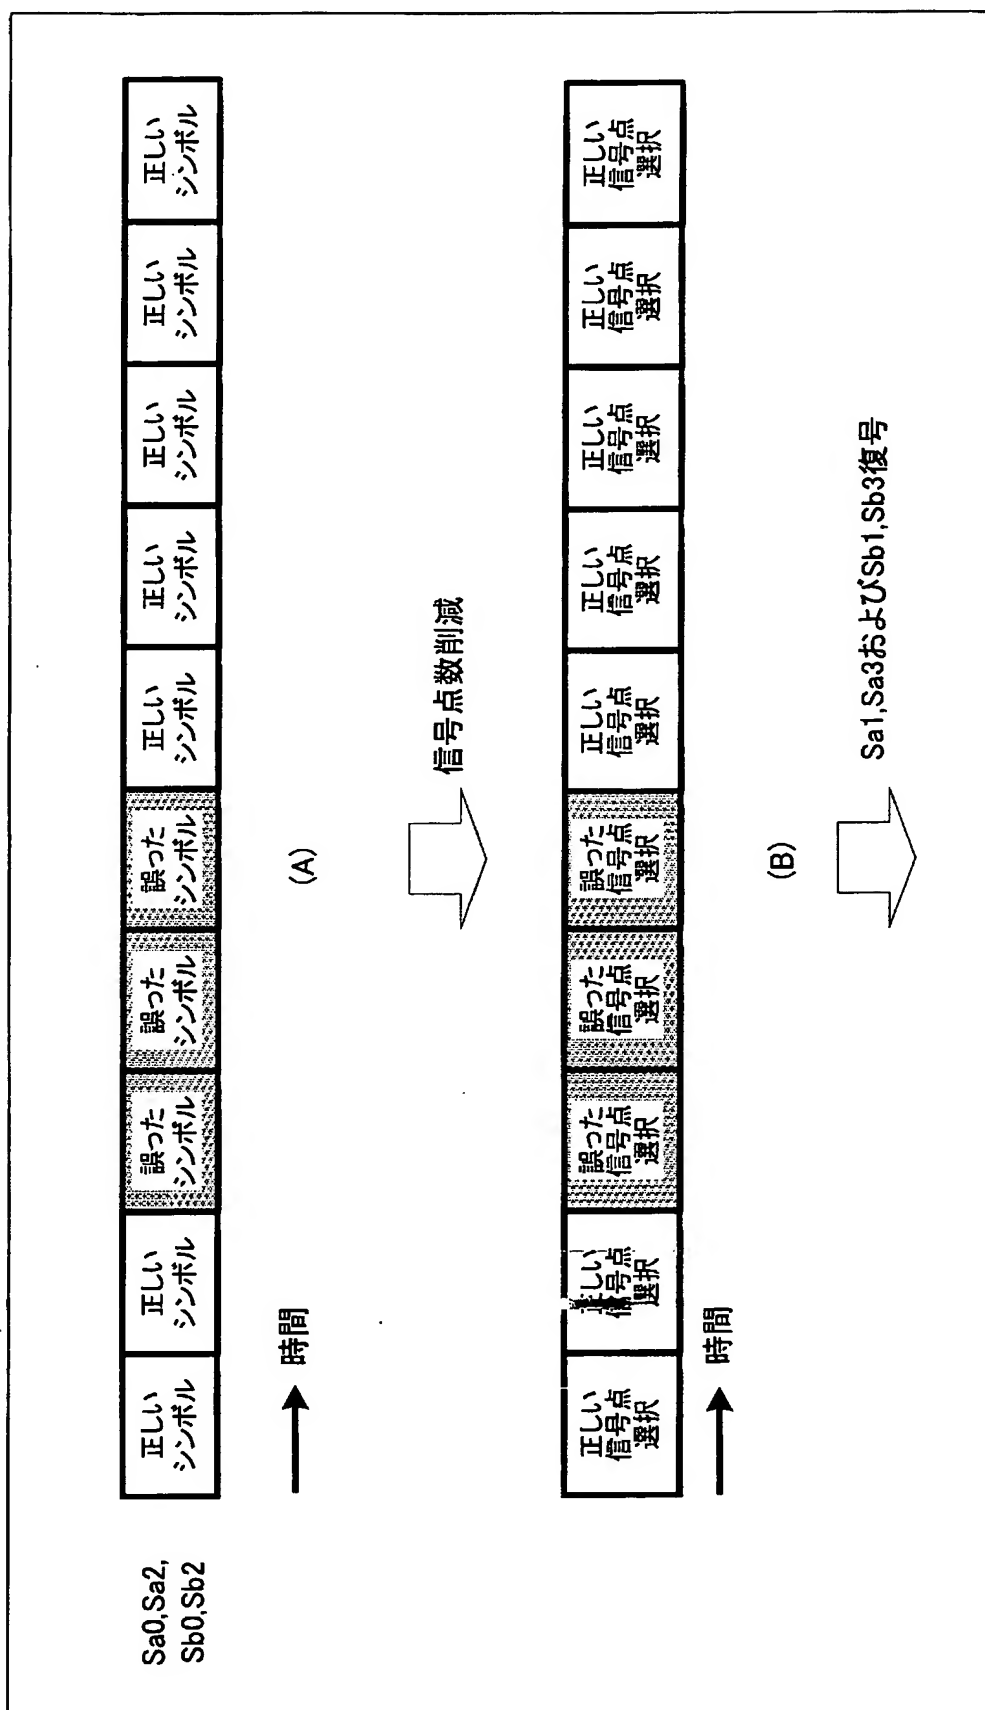 Sa0,Sa2,
Sb0,Sb2
正しい
シンボル
正しい
シンボル
誤った
シンボル
誤った
シンボル
誤った
シンボル
正しい
シンボル
正しい
シンボル
正しい
シンボル
正しい
シンボル
正しい
シンボル
時間
(A)
信号点数削減
正しい
信号点
選択
正しい
信号点
選択
誤った
信号点
選択
誤った
信号点
選択
誤った
信号点
選択
正しい
信号点
選択
正しい
信号点
選択
正しい
信号点
選択
正しい
信号点
選択
正しい
信号点
選択
時間
(B)
Sa1,Sa3およびSb1,Sb3復号